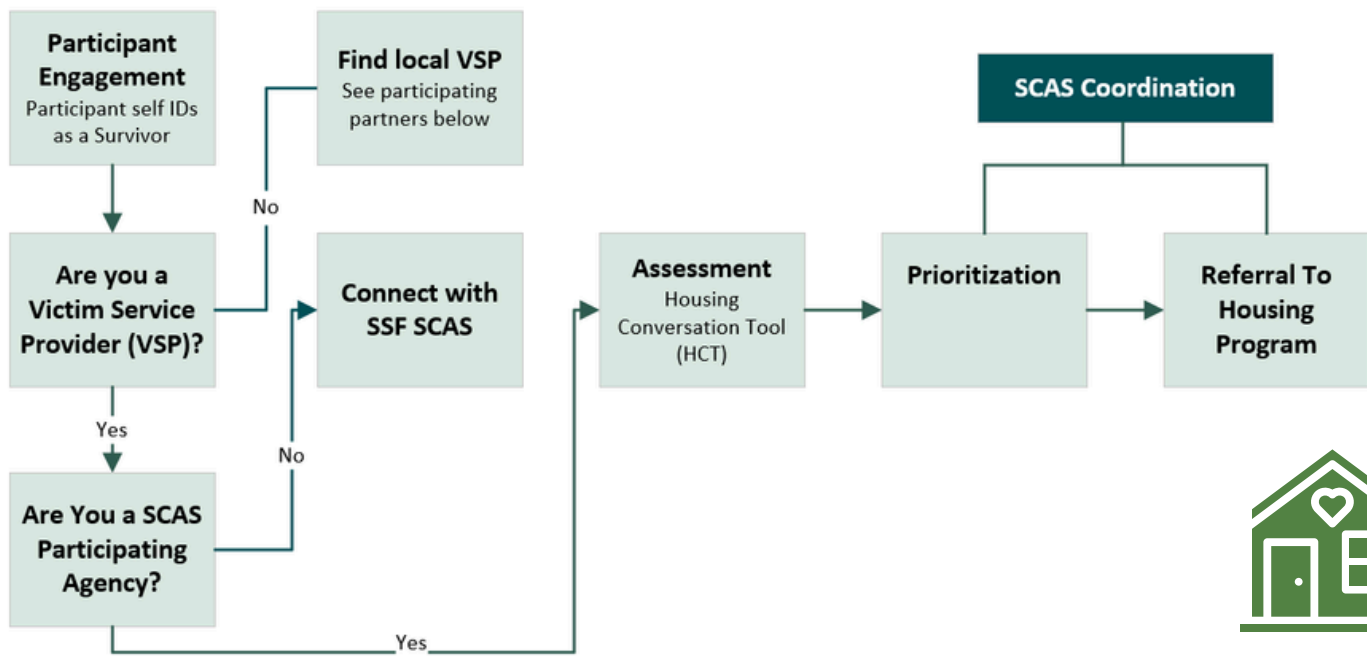 Participant
Engagement
Participant self IDs
as a Survivor
Find local VSP
See participating
partners below
SCAS Coordination
No
Are you a
Victim Service
Provider (VSP)?
Connect with
SSF SCAS
Assessment
Housing
Conversation Tool
(HCT)
Prioritization
Referral To
Housing
Program
Yes
No
Are You a SCAS
Participating
Agency?
Yes